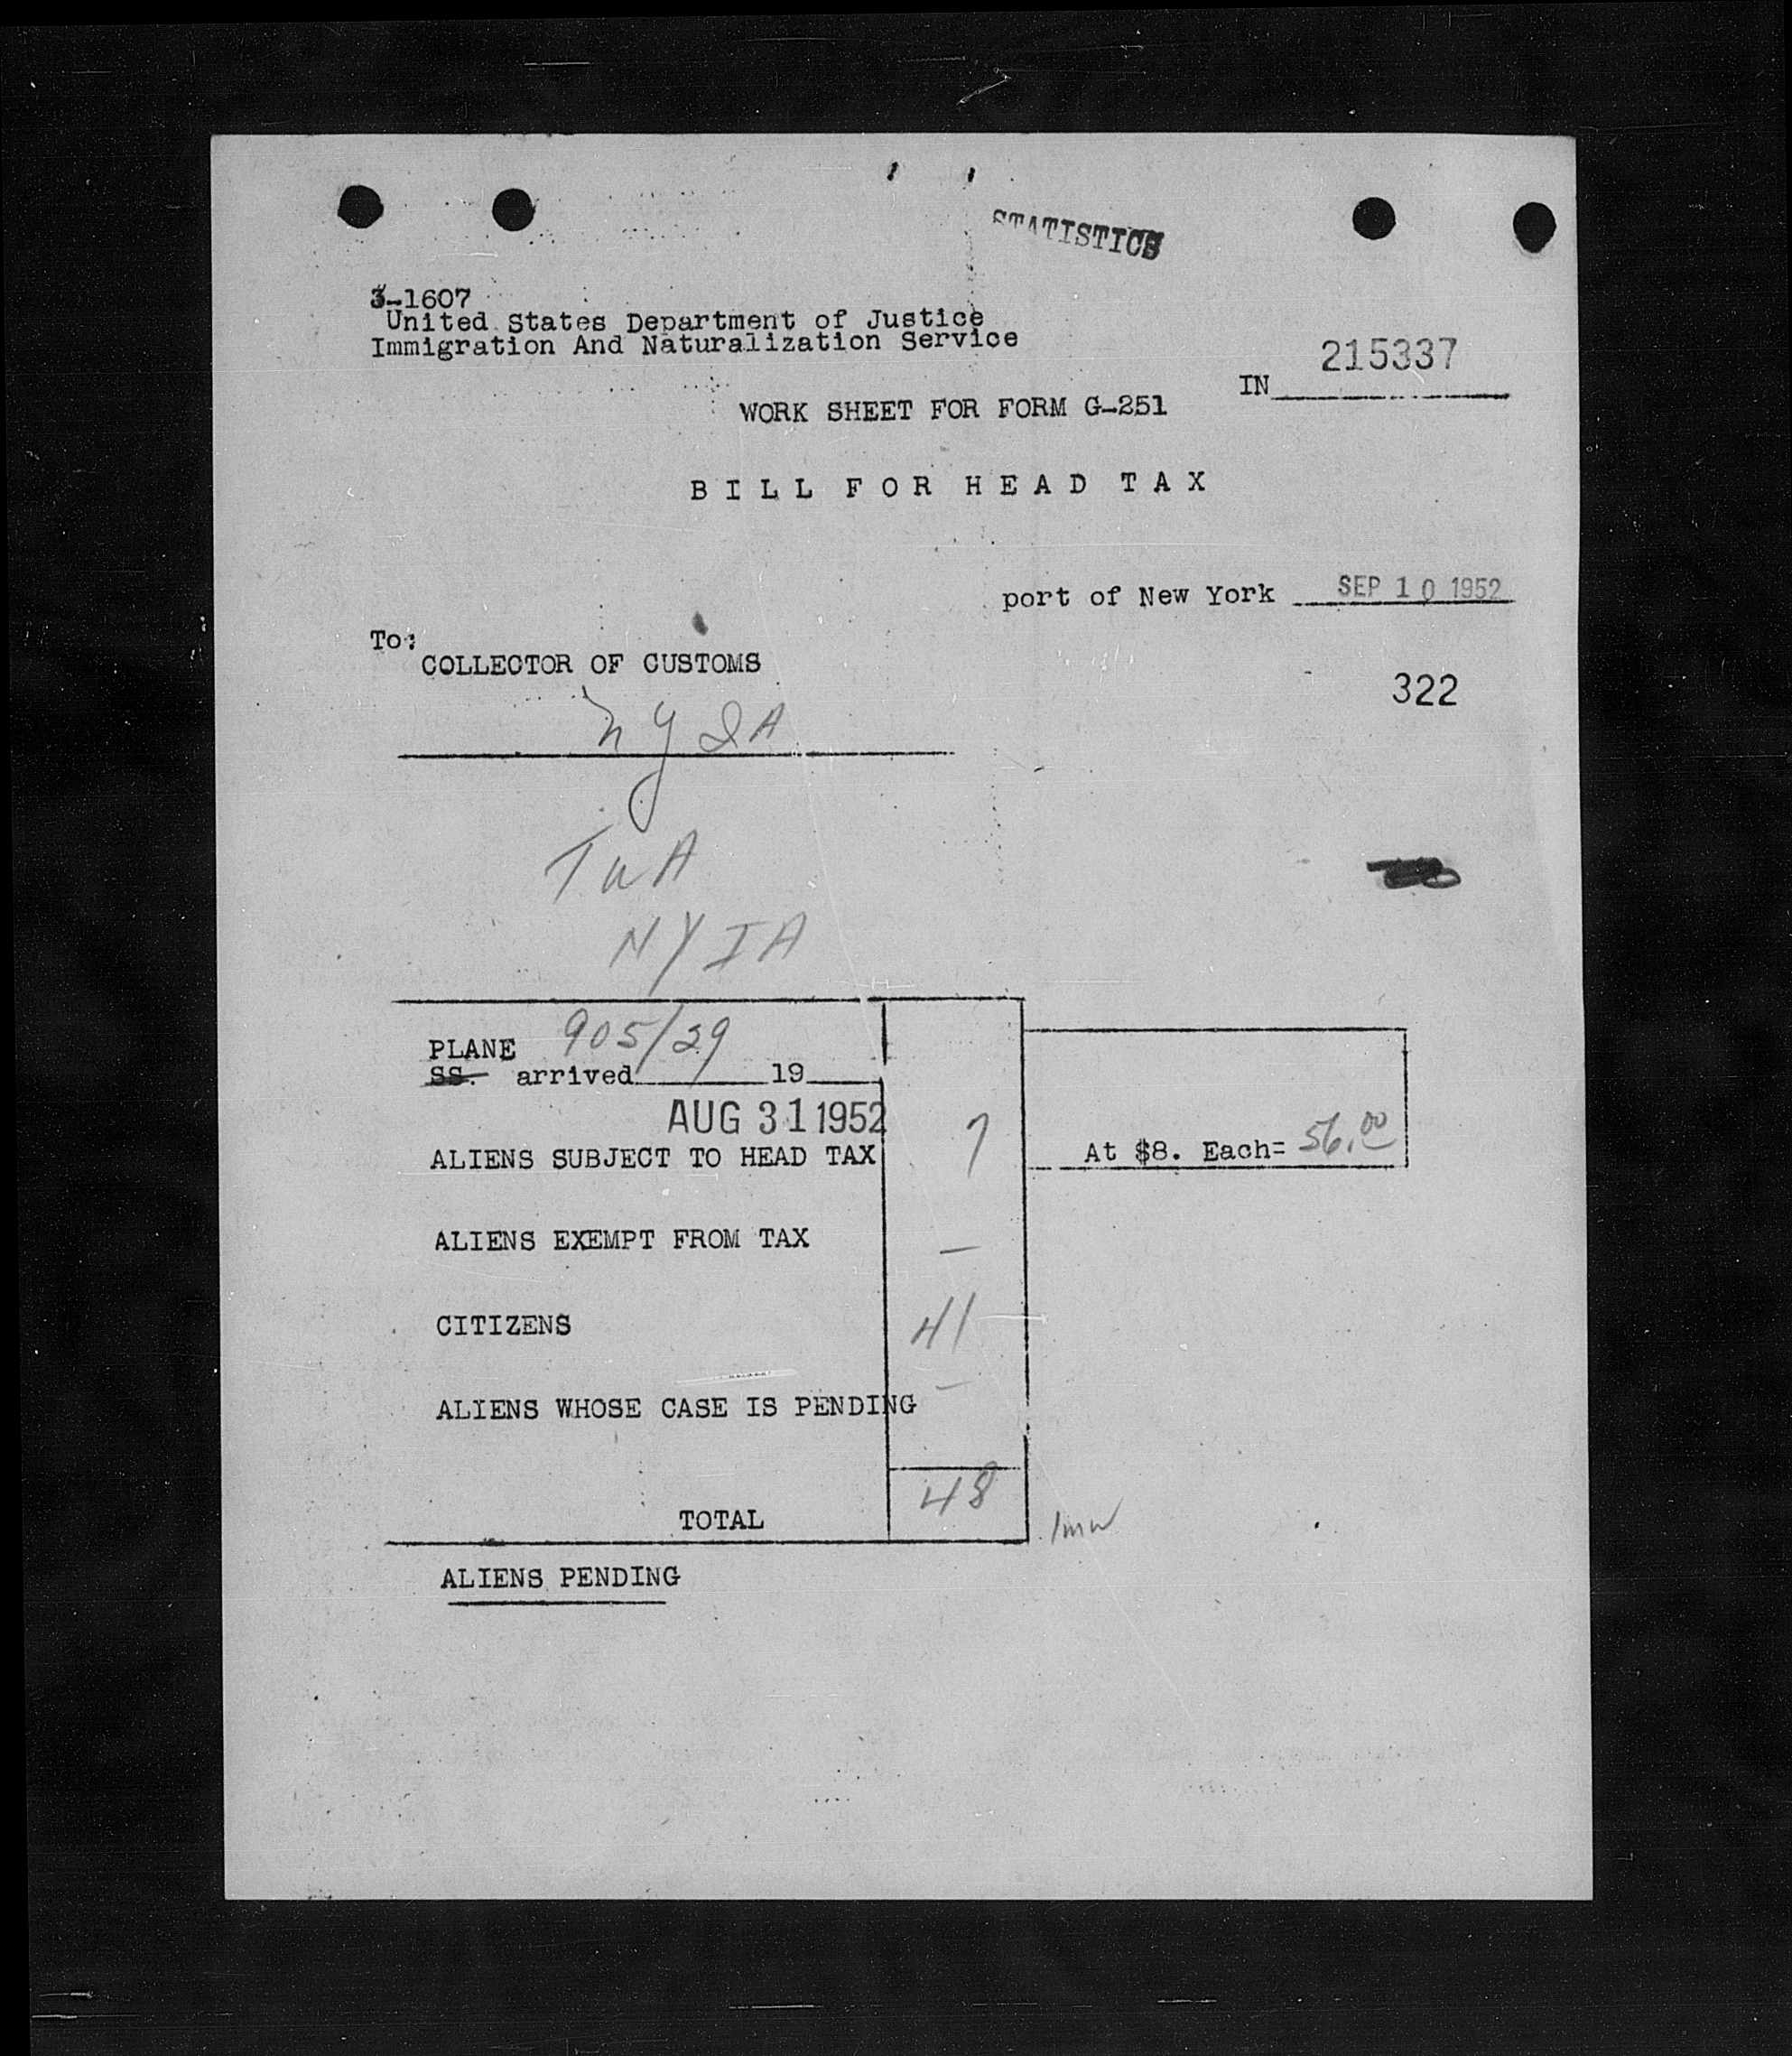 STATISTICS
3-1607
United States Department of Justice
Immigration And Naturalization Service
IN 215337
WORK SHEET FOR FORM G-251
BILL FOR HEAD TAX
port of New York SEP 10 1952
To:
COLLECTOR OF CUSTOMS
322
NYIA
TWA
NYIA
PLANE 905/29
SS. arrived 19
AUG 31 1952
ALIENS SUBJECT TO HEAD TAX 7 At $8. Each= 56.00
ALIENS EXEMPT FROM TAX —
CITIZENS 41
ALIENS WHOSE CASE IS PENDING —
TOTAL 48
ALIENS PENDING